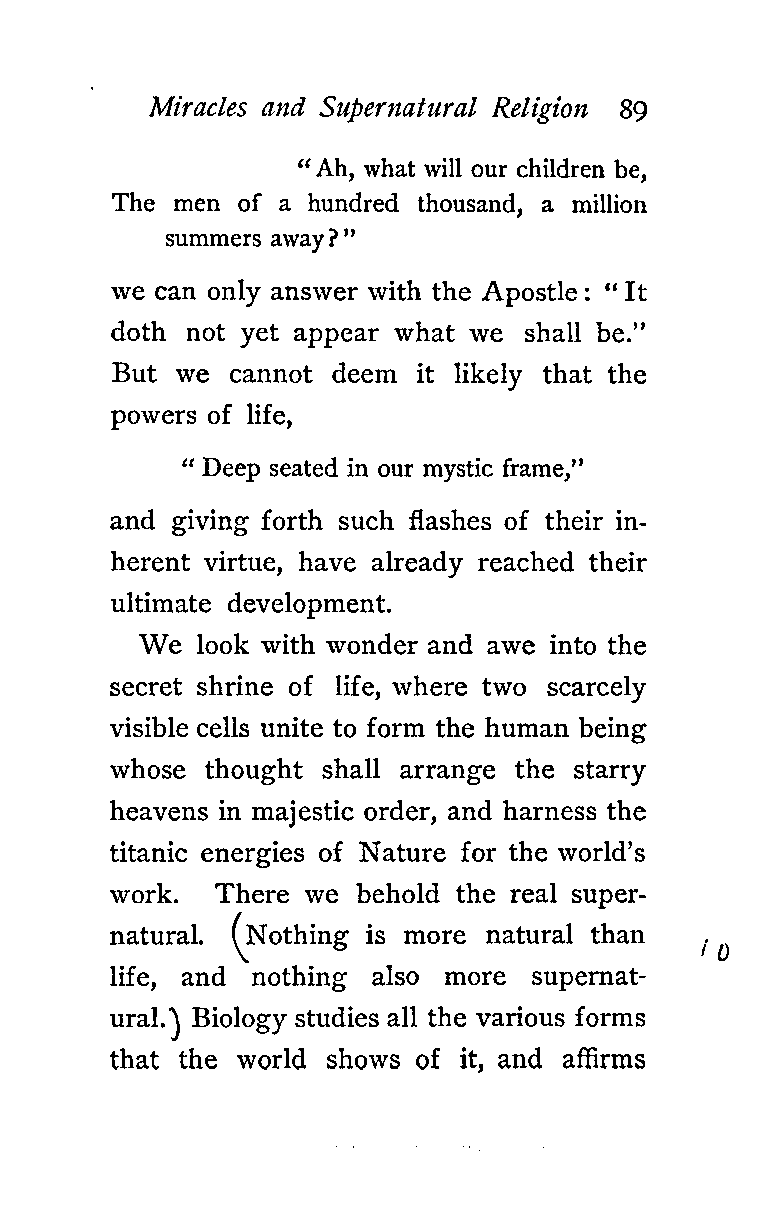 Miracles and Supernatural Religion 89
“Ah, what will our children be,
The men of a hundred thousand, a million
summers away?”
we can only answer with the Apostle: “It
doth not yet appear what we shall be.”
But we cannot deem it likely that the
powers of life,
“Deep seated in our mystic frame,”
and giving forth such flashes of their in-
herent virtue, have already reached their
ultimate development.
We look with wonder and awe into the
secret shrine of life, where two scarcely
visible cells unite to form the human being
whose thought shall arrange the starry
heavens in majestic order, and harness the
titanic energies of Nature for the world’s
work. There we behold the real super-
natural. (Nothing is more natural than
life, and nothing also more supernat-
ural.) Biology studies all the various forms
that the world shows of it, and affirms
10